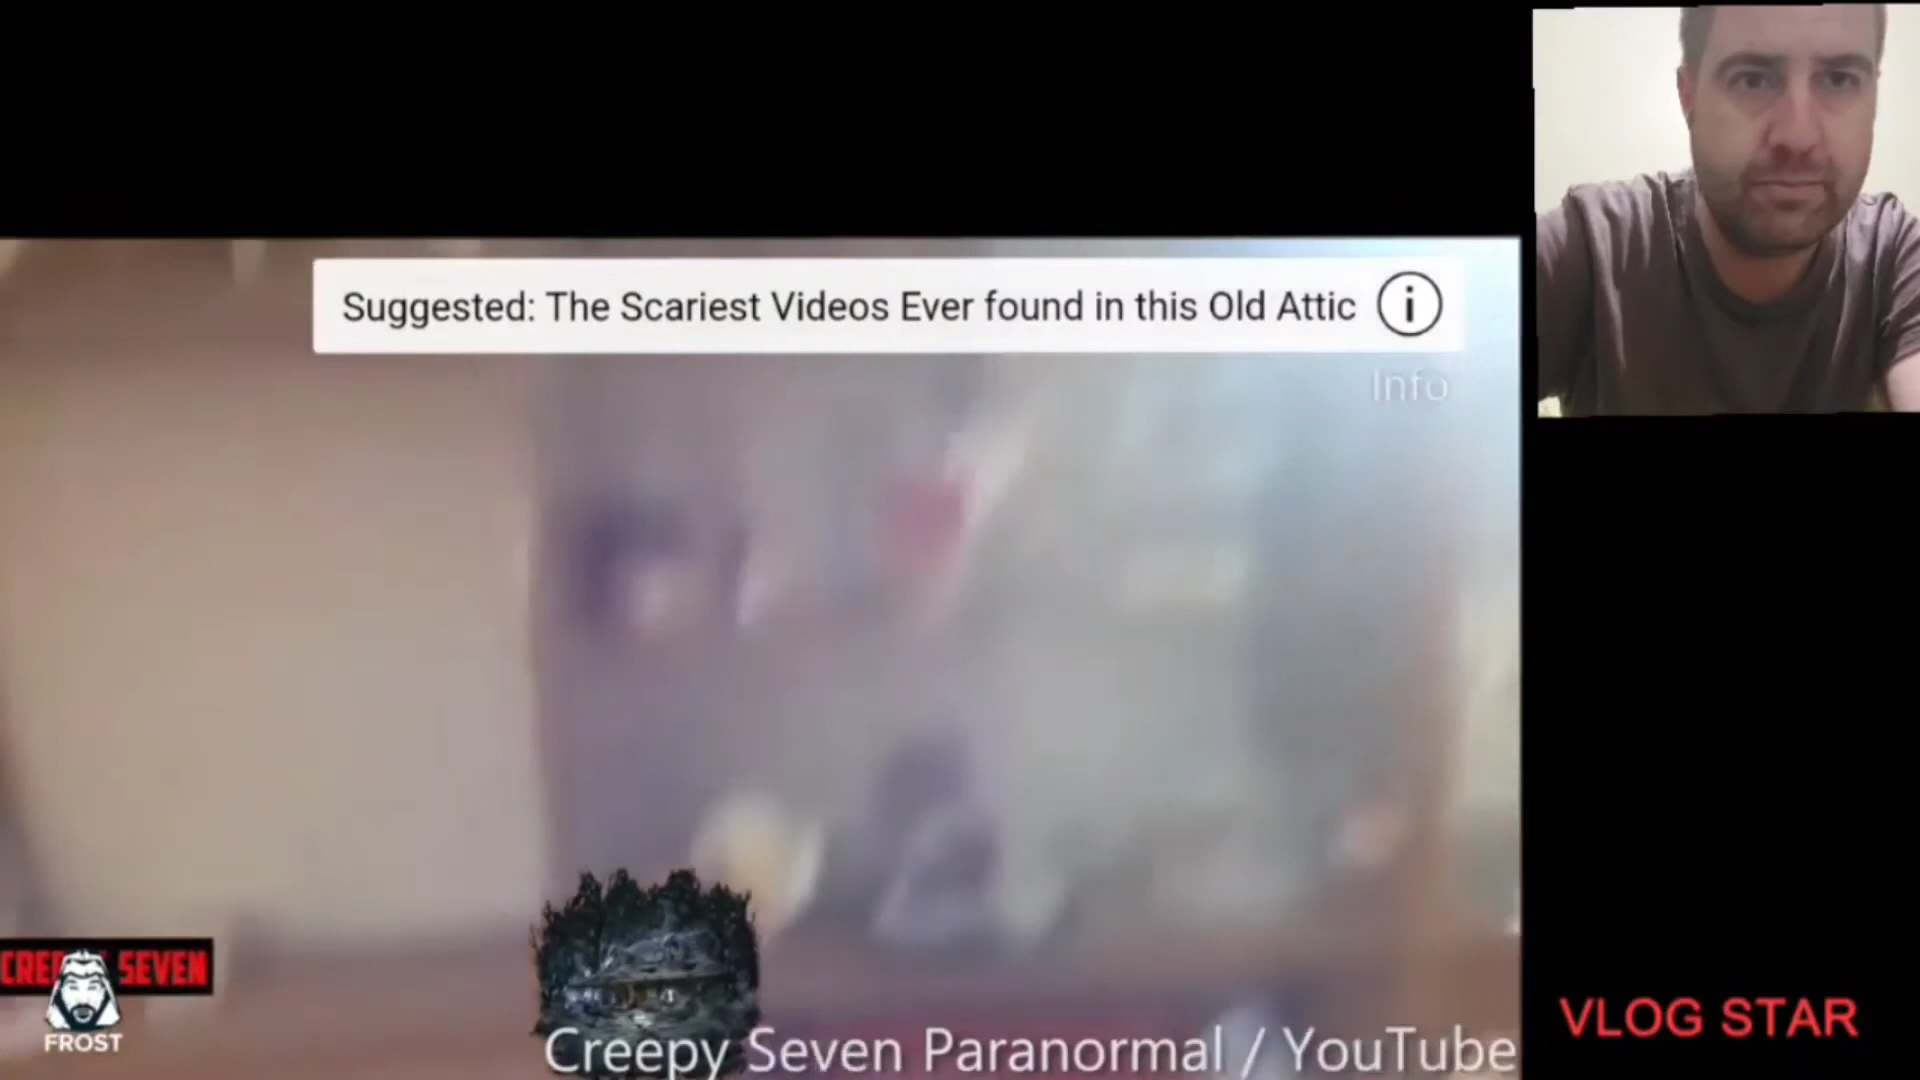 Suggested: The Scariest Videos Ever found in this Old Attic
Info
CREEPY SEVEN
FROST
Creepy Seven Paranormal / YouTube
VLOG STAR